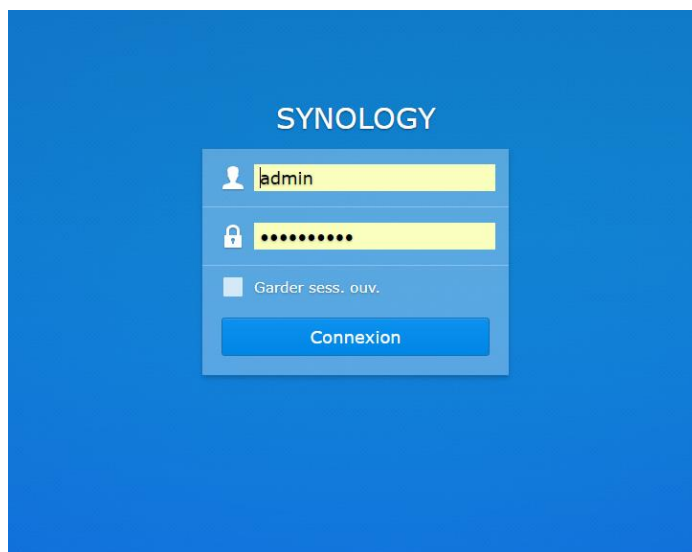 SYNOLOGY
admin
••••••••••
Garder sess. ouv.
Connexion